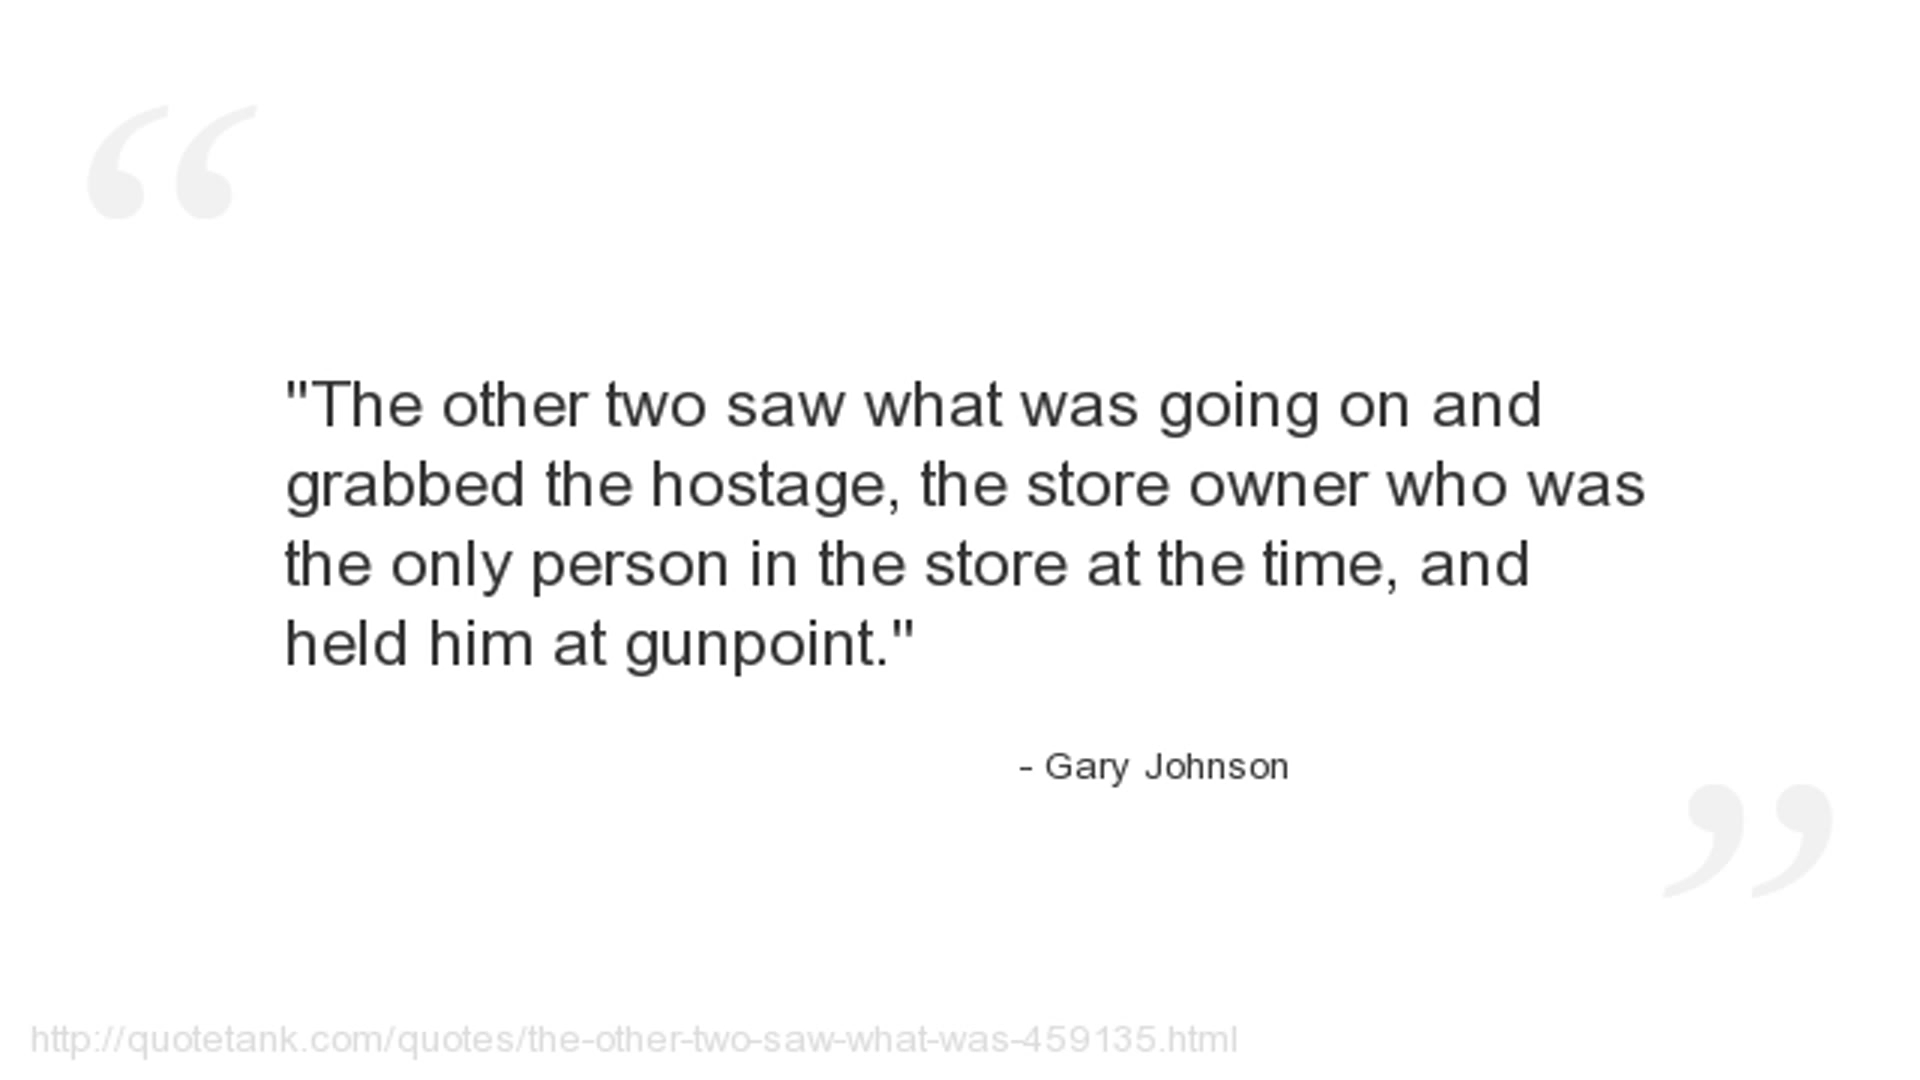 "The other two saw what was going on and
grabbed the hostage, the store owner who was
the only person in the store at the time, and
held him at gunpoint."
- Gary Johnson
http://quotetank.com/quotes/the-other-two-saw-what-was-459135.html